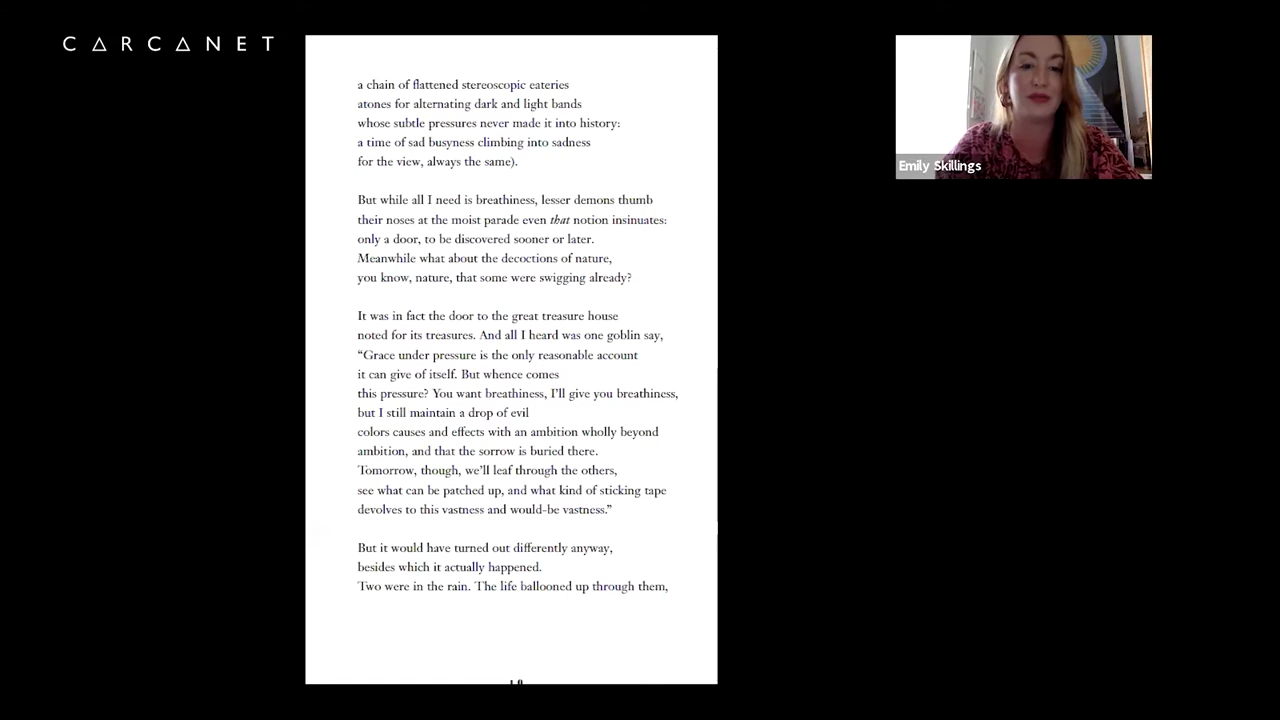 CARCANET
a chain of flattened stereoscopic eateries
atones for alternating dark and light bands
whose subtle pressures never made it into history:
a time of sad busyness climbing into sadness
for the view, always the same).
But while all I need is breathiness, lesser demons thumb
their noses at the moist parade even that notion insinuates:
only a door, to be discovered sooner or later.
Meanwhile what about the decoctions of nature,
you know, nature, that some were swigging already?
It was in fact the door to the great treasure house
noted for its treasures. And all I heard was one goblin say,
“Grace under pressure is the only reasonable account
it can give of itself. But whence comes
this pressure? You want breathiness, I’ll give you breathiness,
but I still maintain a drop of evil
colors causes and effects with an ambition wholly beyond
ambition, and that the sorrow is buried there.
Tomorrow, though, we’ll leaf through the others,
see what can be patched up, and what kind of sticking tape
devolves to this vastness and would-be vastness.”
But it would have turned out differently anyway,
besides which it actually happened.
Two were in the rain. The life ballooned up through them,
Emily Skillings